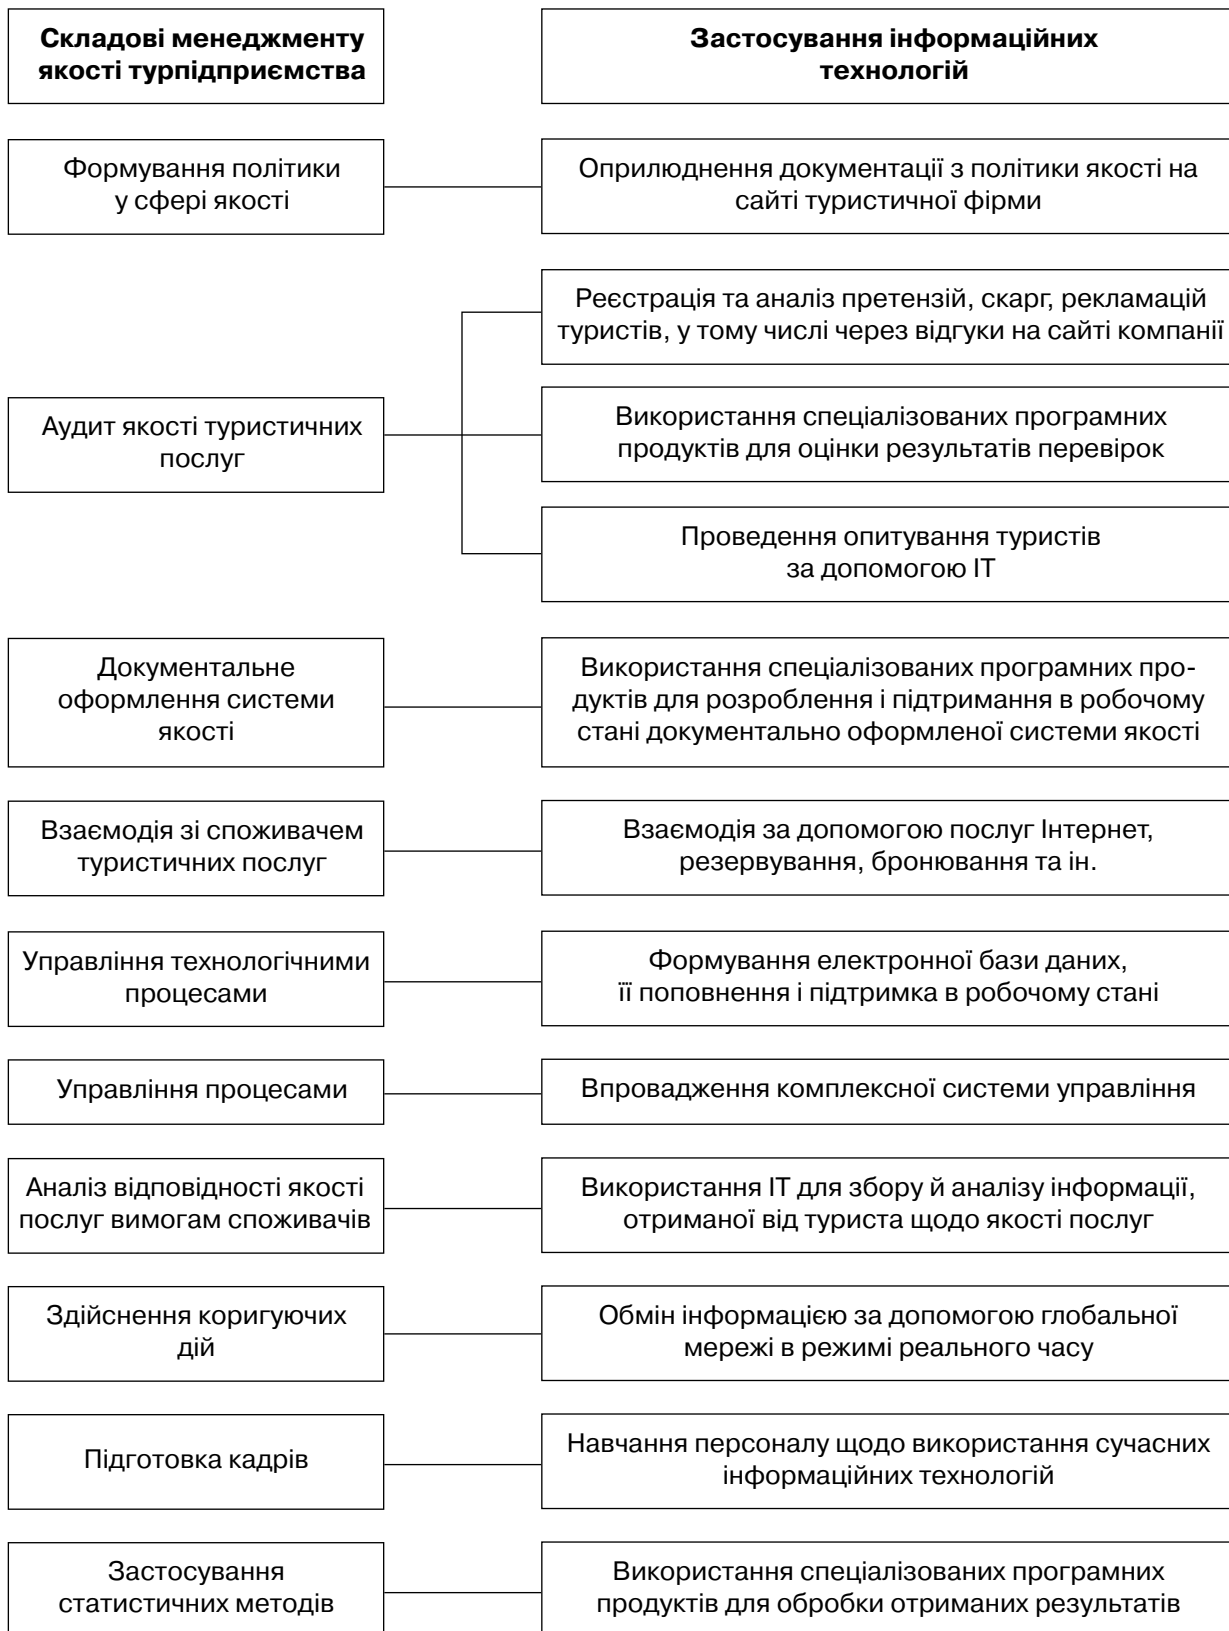 Складові менеджменту
якості турпідприємства
Застосування інформаційних
технологій
Формування політики
у сфері якості
Оприлюднення документації з політики якості на
сайті туристичної фірми
Аудит якості туристичних
послуг
Реєстрація та аналіз претензій, скарг, рекламацій
туристів, у тому числі через відгуки на сайті компанії
Використання спеціалізованих програмних
продуктів для оцінки результатів перевірок
Проведення опитування туристів
за допомогою ІТ
Документальне
оформлення системи
якості
Використання спеціалізованих програмних про-
дуктів для розроблення і підтримання в робочому
стані документально оформленої системи якості
Взаємодія зі споживачем
туристичних послуг
Взаємодія за допомогою послуг Інтернет,
резервування, бронювання та ін.
Управління технологічними
процесами
Формування електронної бази даних,
її поповнення і підтримка в робочому стані
Управління процесами
Впровадження комплексної системи управління
Аналіз відповідності якості
послуг вимогам споживачів
Використання ІТ для збору й аналізу інформації,
отриманої від туриста щодо якості послуг
Здійснення коригуючих
дій
Обмін інформацією за допомогою глобальної
мережі в режимі реального часу
Підготовка кадрів
Навчання персоналу щодо використання сучасних
інформаційних технологій
Застосування
статистичних методів
Використання спеціалізованих програмних
продуктів для обробки отриманих результатів